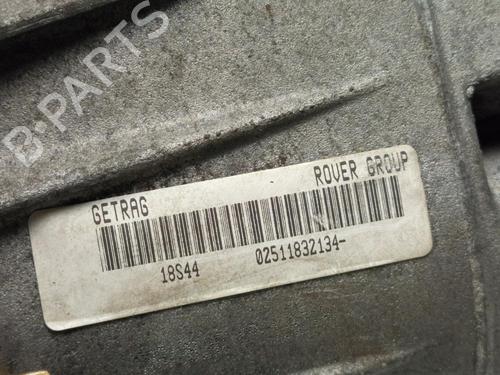 B-PARTS
GETRAG ROVER GROUP
18S44 02511832134-